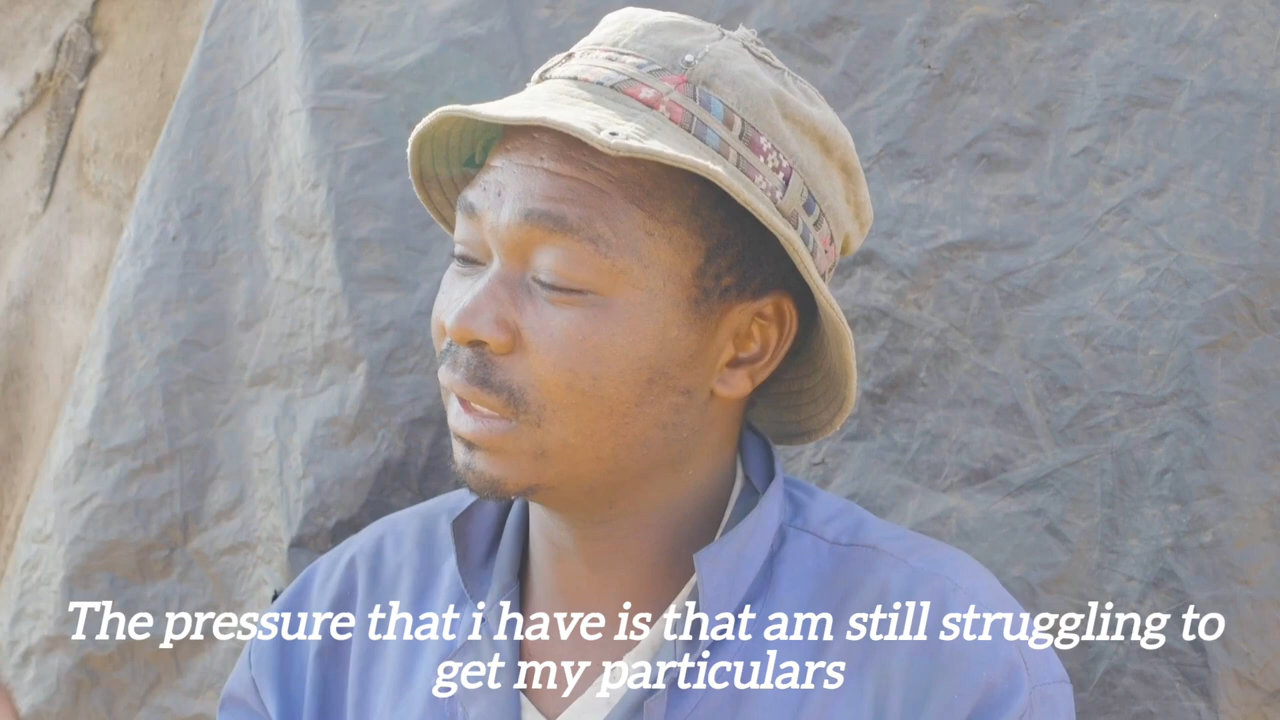 The pressure that i have is that am still struggling to
get my particulars